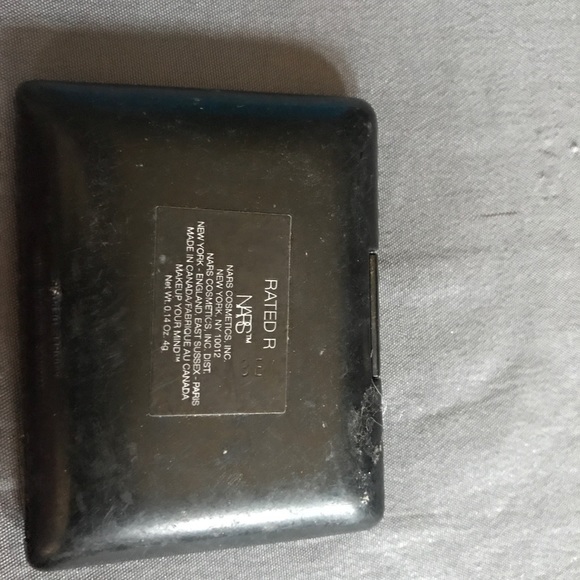 RATED R
NARS™
NARS COSMETICS, INC.
NEW YORK, NY 10012
NARS COSMETICS, INC. DIST.
NEW YORK - ENGLAND, EAST SUSSEX - PARIS
MADE IN CANADA/FABRIQUE AU CANADA
MAKEUP YOUR MIND™
Net Wt. 0.14 Oz. 4g